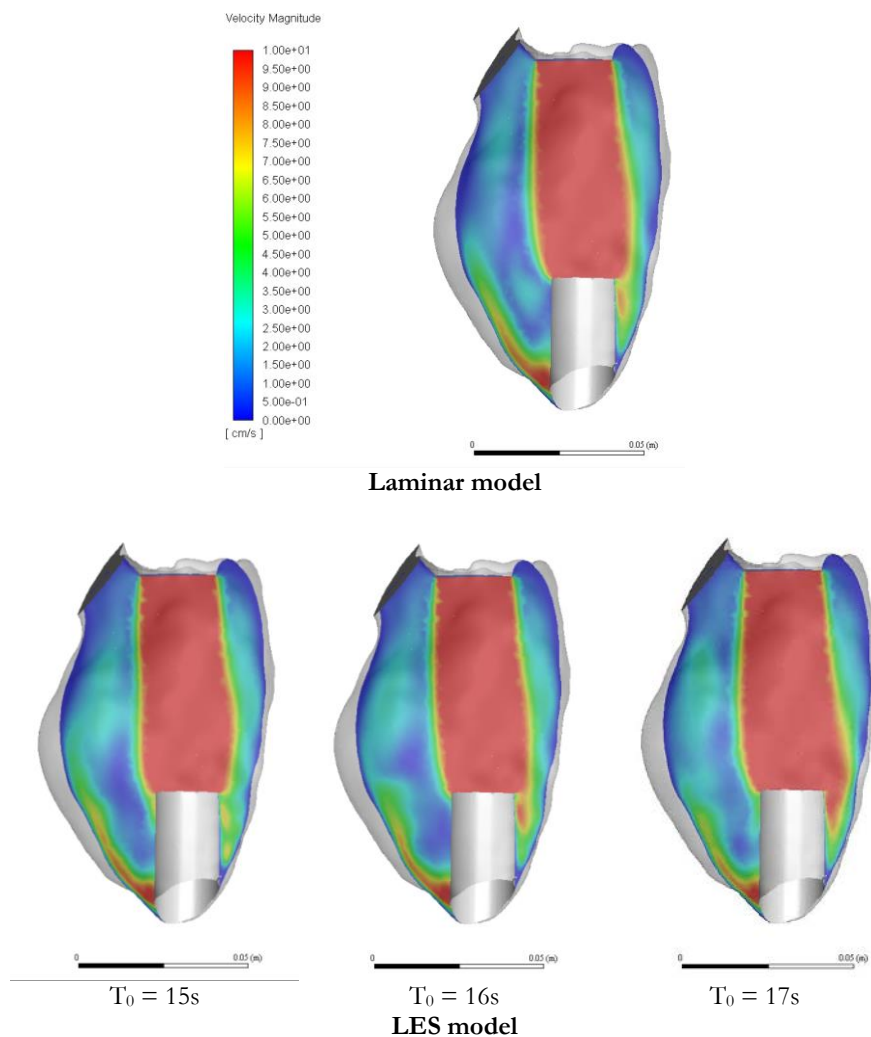 Velocity Magnitude
1.00e+01
9.50e+00
9.00e+00
8.50e+00
8.00e+00
7.50e+00
7.00e+00
6.50e+00
6.00e+00
5.50e+00
5.00e+00
4.50e+00
4.00e+00
3.50e+00
3.00e+00
2.50e+00
2.00e+00
1.50e+00
1.00e+00
5.00e-01
0.00e+00
[ cm/s ]
0 0.05 (m)
Laminar model
0 0.05 (m) 0 0.05 (m) 0 0.05 (m)
T₀ = 15s T₀ = 16s T₀ = 17s
LES model